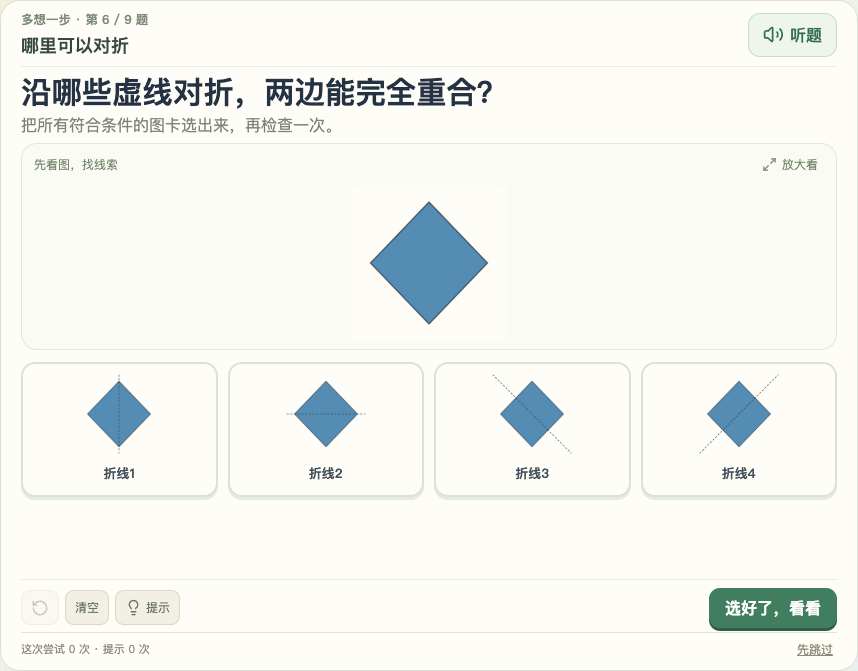 多想一步 · 第 6 / 9 题
哪里可以对折
听题
沿哪些虚线对折，两边能完全重合？
把所有符合条件的图卡选出来，再检查一次。
先看图，找线索
放大看
折线1
折线2
折线3
折线4
清空
提示
选好了，看看
这次尝试 0 次 · 提示 0 次
先跳过